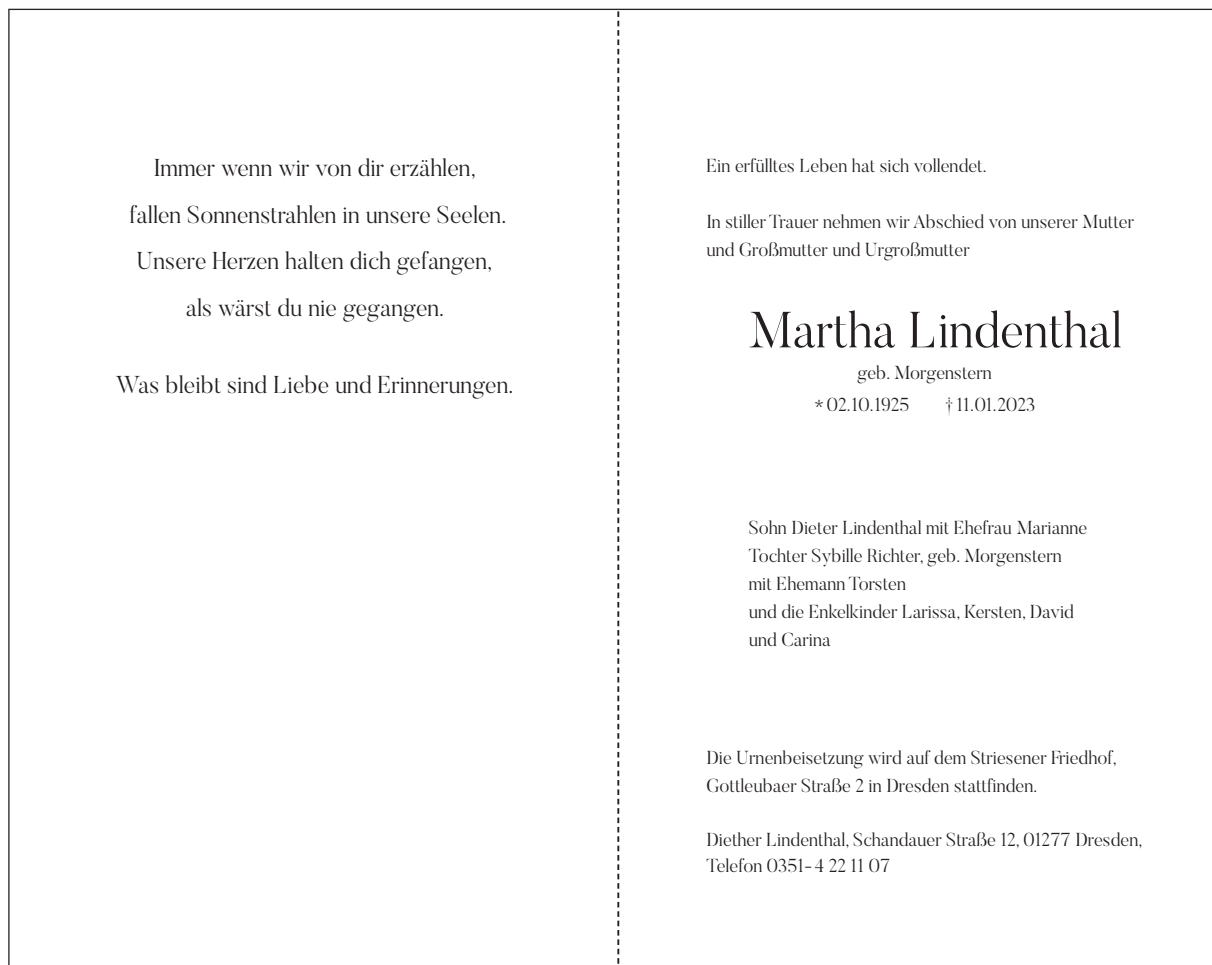 Immer wenn wir von dir erzählen,
fallen Sonnenstrahlen in unsere Seelen.
Unsere Herzen halten dich gefangen,
als wärst du nie gegangen.
Was bleibt sind Liebe und Erinnerungen.
Ein erfülltes Leben hat sich vollendet.
In stiller Trauer nehmen wir Abschied von unserer Mutter
und Großmutter und Urgroßmutter
Martha Lindenthal
geb. Morgenstern
* 02.10.1925 † 11.01.2023
Sohn Dieter Lindenthal mit Ehefrau Marianne
Tochter Sybille Richter, geb. Morgenstern
mit Ehemann Torsten
und die Enkelkinder Larissa, Kersten, David
und Carina
Die Urnenbeisetzung wird auf dem Striesener Friedhof,
Gottleubaer Straße 2 in Dresden stattfinden.
Diether Lindenthal, Schandauer Straße 12, 01277 Dresden,
Telefon 0351- 4 22 11 07